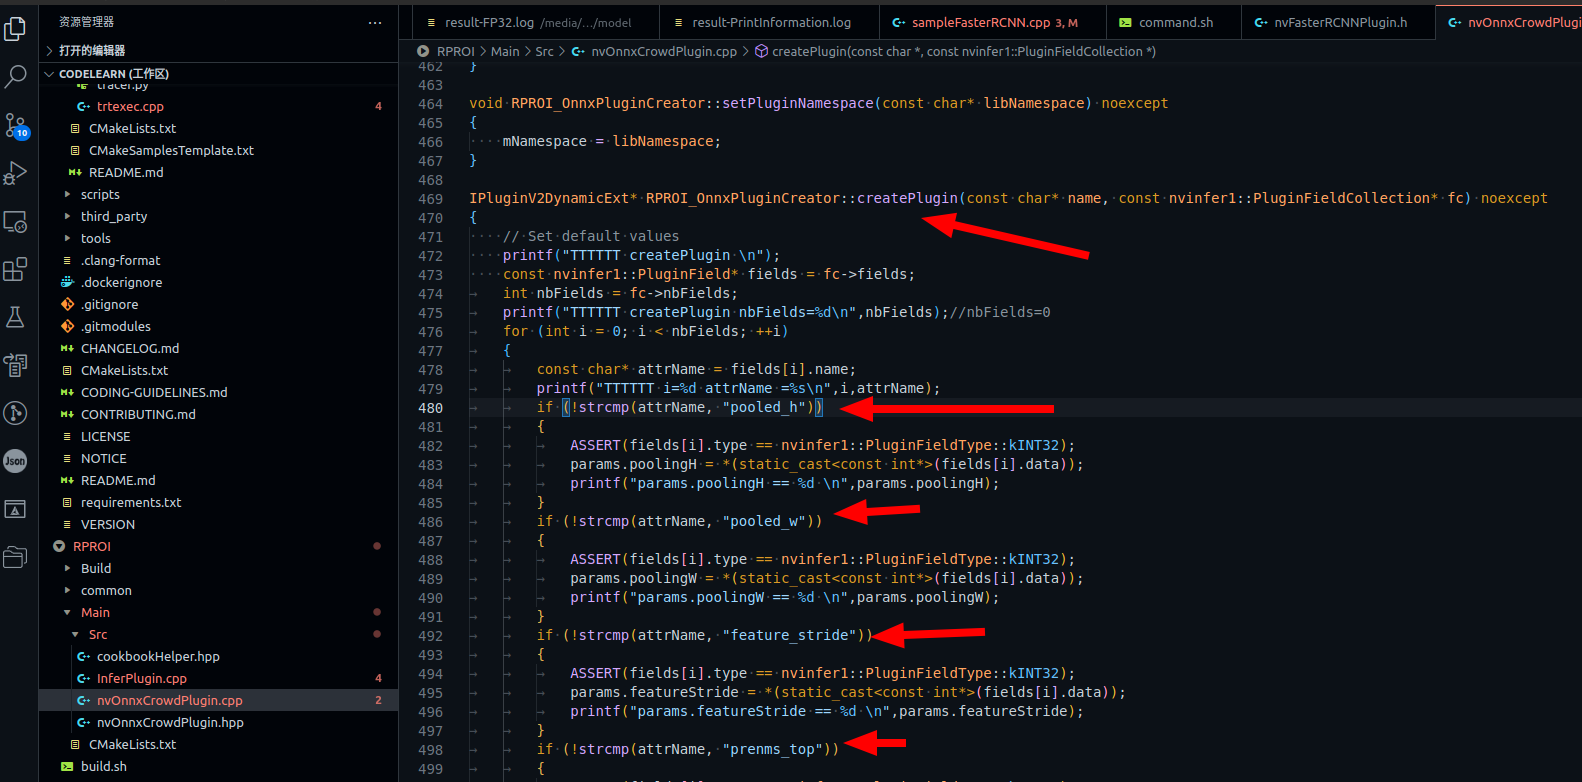 资源管理器
···
result-FP32.log /media/.../model
result-PrintInformation.log
sampleFasterRCNN.cpp 3, M
command.sh
nvFasterRCNNPlugin.h
nvOnnxCrowdPlugi
RPROI > Main > Src > nvOnnxCrowdPlugin.cpp > createPlugin(const char *, const nvinfer1::PluginFieldCollection *)
打开的编辑器
CODELEARN (工作区)
tracer.py
trtexec.cpp 4
CMakeLists.txt
CMakeSamplesTemplate.txt
README.md
scripts
third_party
tools
.clang-format
.dockerignore
.gitignore
.gitmodules
CHANGELOG.md
CMakeLists.txt
CODING-GUIDELINES.md
CONTRIBUTING.md
LICENSE
NOTICE
README.md
requirements.txt
VERSION
RPROI
Build
common
Main
Src
cookbookHelper.hpp
InferPlugin.cpp 4
nvOnnxCrowdPlugin.cpp 2
nvOnnxCrowdPlugin.hpp
CMakeLists.txt
build.sh
10
Json
462 }
463
464 void RPROI_OnnxPluginCreator::setPluginNamespace(const char* libNamespace) noexcept
465 {
466 mNamespace = libNamespace;
467 }
468
469 IPluginV2DynamicExt* RPROI_OnnxPluginCreator::createPlugin(const char* name, const nvinfer1::PluginFieldCollection* fc) noexcept
470 {
471 // Set default values
472 printf("TTTTTT createPlugin \n");
473 const nvinfer1::PluginField* fields = fc->fields;
474 int nbFields = fc->nbFields;
475 printf("TTTTTT createPlugin nbFields=%d\n",nbFields);//nbFields=0
476 for (int i = 0; i < nbFields; ++i)
477 {
478 const char* attrName = fields[i].name;
479 printf("TTTTTT i=%d attrName =%s\n",i,attrName);
480 if (!strcmp(attrName, "pooled_h"))
481 {
482 ASSERT(fields[i].type == nvinfer1::PluginFieldType::kINT32);
483 params.poolingH = *(static_cast<const int*>(fields[i].data));
484 printf("params.poolingH == %d \n",params.poolingH);
485 }
486 if (!strcmp(attrName, "pooled_w"))
487 {
488 ASSERT(fields[i].type == nvinfer1::PluginFieldType::kINT32);
489 params.poolingW = *(static_cast<const int*>(fields[i].data));
490 printf("params.poolingW == %d \n",params.poolingW);
491 }
492 if (!strcmp(attrName, "feature_stride"))
493 {
494 ASSERT(fields[i].type == nvinfer1::PluginFieldType::kINT32);
495 params.featureStride = *(static_cast<const int*>(fields[i].data));
496 printf("params.featureStride == %d \n",params.featureStride);
497 }
498 if (!strcmp(attrName, "prenms_top"))
499 {